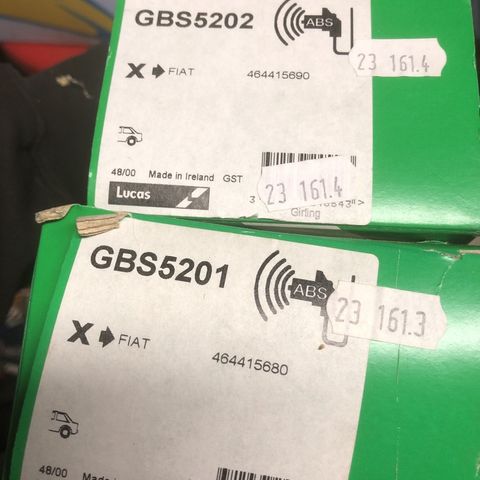 GBS5202
ABS
23 161.4
X FIAT
464415690
48/00 Made in Ireland GST
Lucas
23 161.4
3
Girling
GBS5201
ABS
23 161.3
X FIAT
464415680
48/00